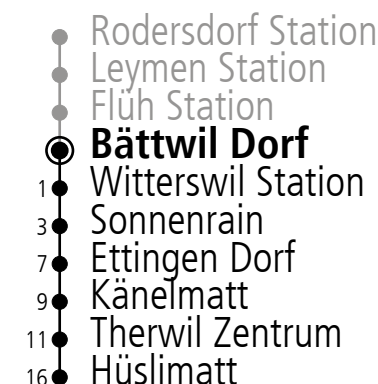 Rodersdorf Station
Leymen Station
Flüh Station
Bättwil Dorf
1 Witterswil Station
3 Sonnenrain
7 Ettingen Dorf
9 Känelmatt
11 Therwil Zentrum
16 Hüslimatt